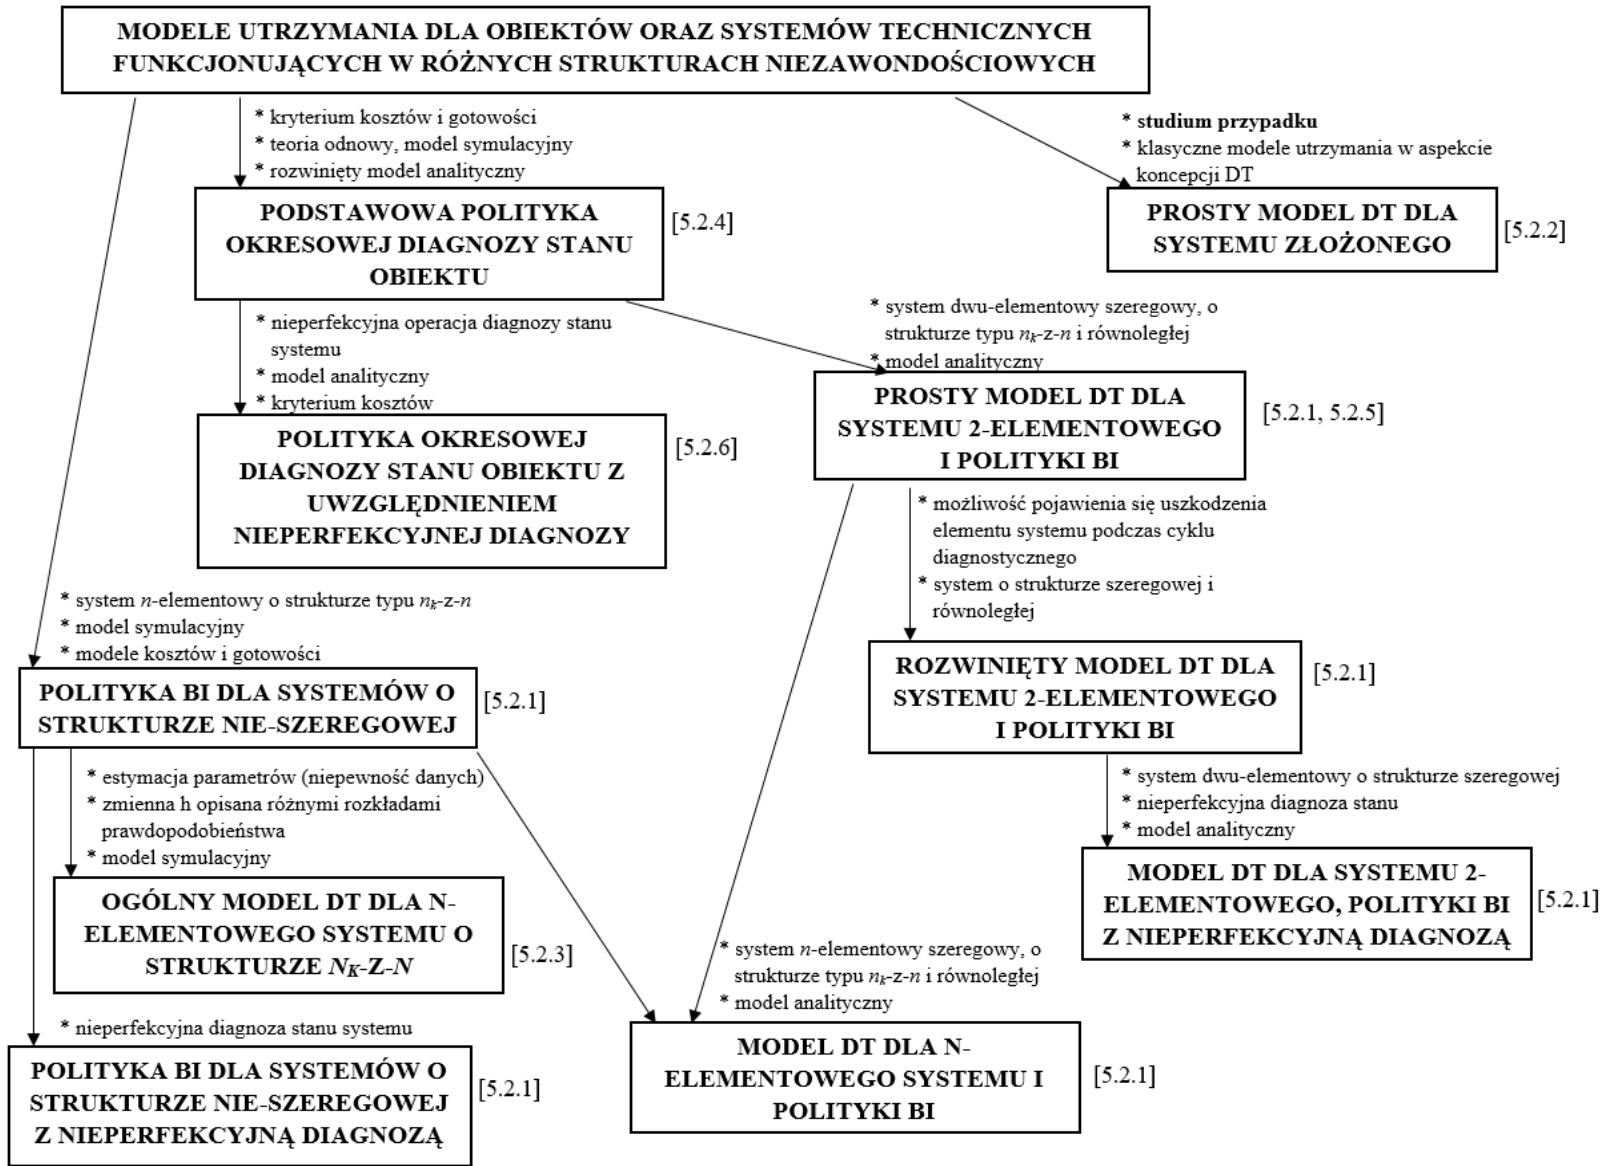 MODELE UTRZYMANIA DLA OBIEKTÓW ORAZ SYSTEMÓW TECHNICZNYCH
FUNKCJONUJĄCYCH W RÓŻNYCH STRUKTURACH NIEZAWONDOŚCIOWYCH
* kryterium kosztów i gotowości
* teoria odnowy, model symulacyjny
* rozwinięty model analityczny
* studium przypadku
* klasyczne modele utrzymania w aspekcie
koncepcji DT
PODSTAWOWA POLITYKA
OKRESOWEJ DIAGNOZY STANU
OBIEKTU
[5.2.4]
PROSTY MODEL DT DLA
SYSTEMU ZŁOŻONEGO
[5.2.2]
* nieperfekcyjna operacja diagnozy stanu
systemu
* model analityczny
* kryterium kosztów
* system dwu-elementowy szeregowy, o
strukturze typu nk-z-n i równoległej
* model analityczny
POLITYKA OKRESOWEJ
DIAGNOZY STANU OBIEKTU Z
UWZGLĘDNIENIEM
NIEPERFEKCYJNEJ DIAGNOZY
[5.2.6]
PROSTY MODEL DT DLA
SYSTEMU 2-ELEMENTOWEGO
I POLITYKI BI
[5.2.1, 5.2.5]
* możliwość pojawienia się uszkodzenia
elementu systemu podczas cyklu
diagnostycznego
* system o strukturze szeregowej i
równoległej
* system n-elementowy o strukturze typu nk-z-n
* model symulacyjny
* modele kosztów i gotowości
POLITYKA BI DLA SYSTEMÓW O
STRUKTURZE NIE-SZEREGOWEJ
[5.2.1]
ROZWINIĘTY MODEL DT DLA
SYSTEMU 2-ELEMENTOWEGO
I POLITYKI BI
[5.2.1]
* estymacja parametrów (niepewność danych)
* zmienna h opisana różnymi rozkładami
prawdopodobieństwa
* model symulacyjny
* system dwu-elementowy o strukturze szeregowej
* nieperfekcyjna diagnoza stanu
* model analityczny
OGÓLNY MODEL DT DLA N-
ELEMENTOWEGO SYSTEMU O
STRUKTURZE NK-Z-N
[5.2.3]
MODEL DT DLA SYSTEMU 2-
ELEMENTOWEGO, POLITYKI BI
Z NIEPERFEKCYJNĄ DIAGNOZĄ
[5.2.1]
* system n-elementowy szeregowy, o
strukturze typu nk-z-n i równoległej
* model analityczny
* nieperfekcyjna diagnoza stanu systemu
POLITYKA BI DLA SYSTEMÓW O
STRUKTURZE NIE-SZEREGOWEJ
Z NIEPERFEKCYJNĄ DIAGNOZĄ
[5.2.1]
MODEL DT DLA N-
ELEMENTOWEGO SYSTEMU I
POLITYKI BI
[5.2.1]